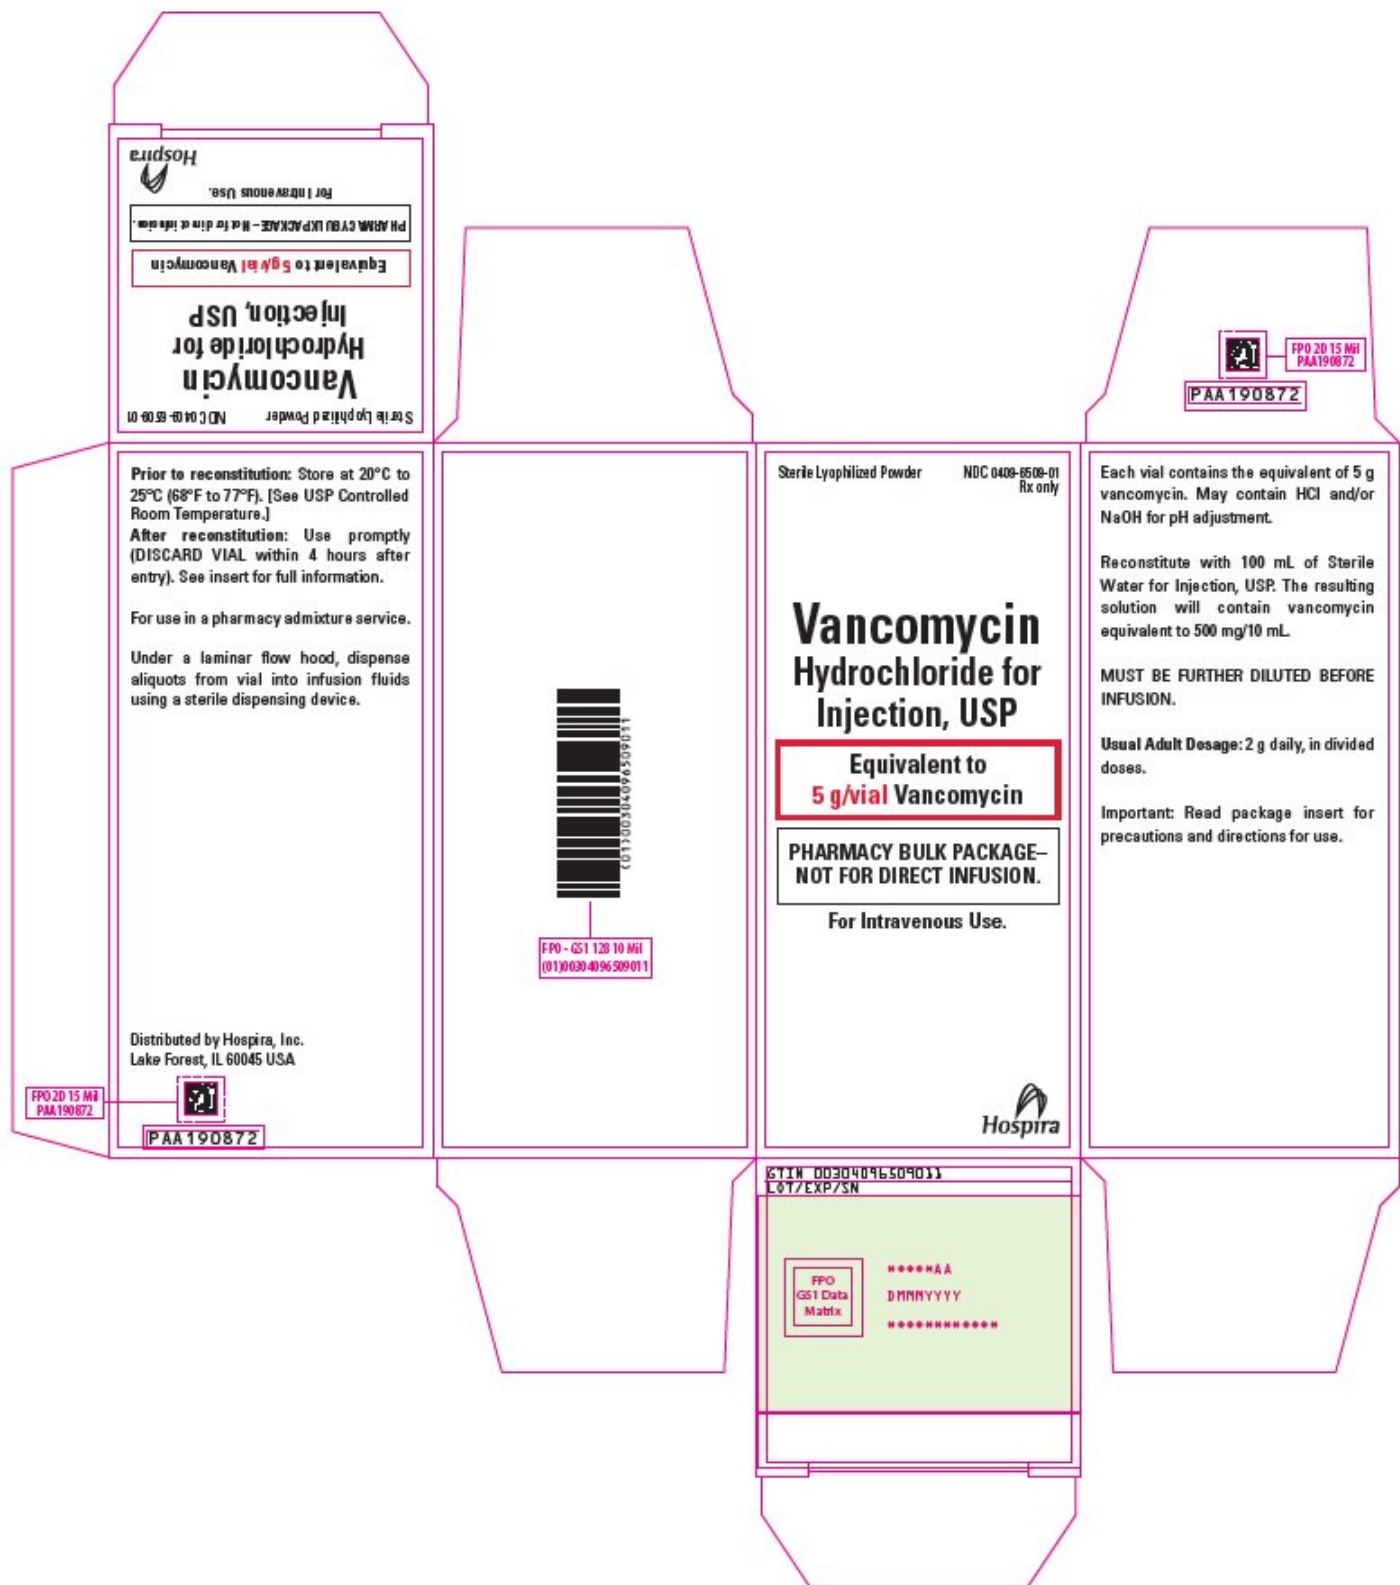 Sterile Lyophilized Powder NDC 0409-6509-01
Vancomycin
Hydrochloride for
Injection, USP
Equivalent to 5 g/vial Vancomycin
PHARMACY BULK PACKAGE – Not for direct infusion.
For Intravenous Use.
Hospira
FPO 2D 15 Mil
PAA190872
PAA190872
Prior to reconstitution: Store at 20°C to
25°C (68°F to 77°F). [See USP Controlled
Room Temperature.]
After reconstitution: Use promptly
(DISCARD VIAL within 4 hours after
entry). See insert for full information.
For use in a pharmacy admixture service.
Under a laminar flow hood, dispense
aliquots from vial into infusion fluids
using a sterile dispensing device.
Distributed by Hospira, Inc.
Lake Forest, IL 60045 USA
FPO 2D 15 Mil
PAA190872
PAA190872
(01)00304096509011
FPO - GS1 128 10 Mil
(01)00304096509011
Sterile Lyophilized Powder NDC 0409-6509-01
Rx only
Vancomycin
Hydrochloride for
Injection, USP
Equivalent to
5 g/vial Vancomycin
PHARMACY BULK PACKAGE–
NOT FOR DIRECT INFUSION.
For Intravenous Use.
Hospira
Each vial contains the equivalent of 5 g
vancomycin. May contain HCl and/or
NaOH for pH adjustment.
Reconstitute with 100 mL of Sterile
Water for Injection, USP. The resulting
solution will contain vancomycin
equivalent to 500 mg/10 mL.
MUST BE FURTHER DILUTED BEFORE
INFUSION.
Usual Adult Dosage: 2 g daily, in divided
doses.
Important: Read package insert for
precautions and directions for use.
GTIN 00304096509011
LOT/EXP/SN
FPO
GS1 Data
Matrix
*****AA
DMMMYYYY
************